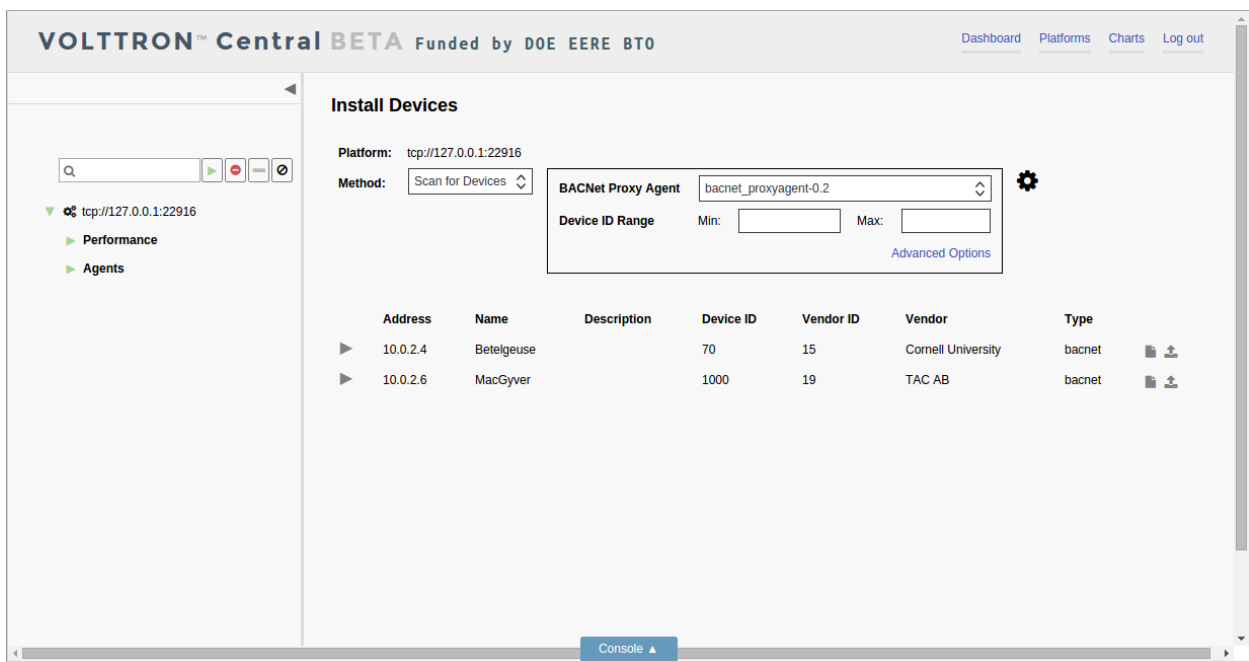 VOLTTRON™ Central BETA Funded by DOE EERE BTO
Dashboard Platforms Charts Log out
Install Devices
Platform: tcp://127.0.0.1:22916
Method: Scan for Devices
BACNet Proxy Agent bacnet_proxyagent-0.2
Device ID Range Min: Max:
Advanced Options
tcp://127.0.0.1:22916
Performance
Agents
Address Name Description Device ID Vendor ID Vendor Type
10.0.2.4 Betelgeuse 70 15 Cornell University bacnet
10.0.2.6 MacGyver 1000 19 TAC AB bacnet
Console ▲